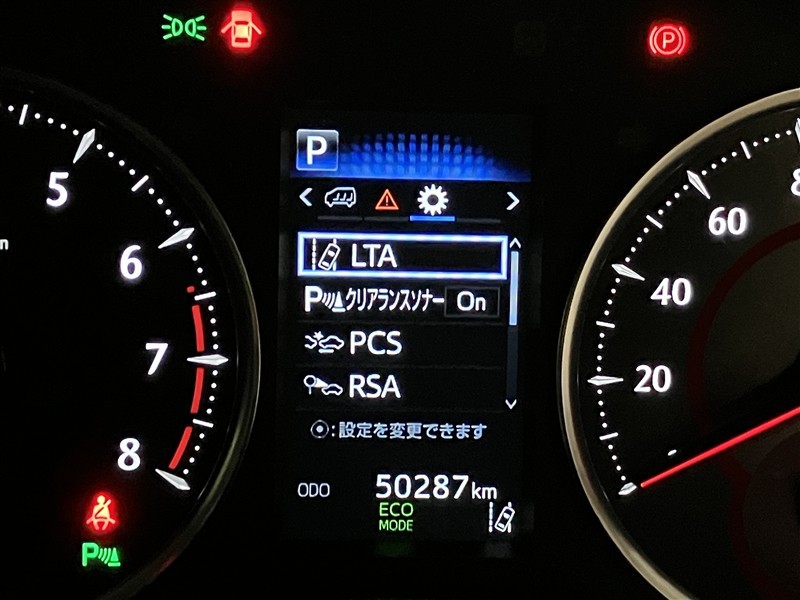 P
P
5
6
7
8
LTA
クリアランスソナー On
PCS
RSA
:設定を変更できます
ODO 50287km
ECO
MODE
60
40
20
P
P